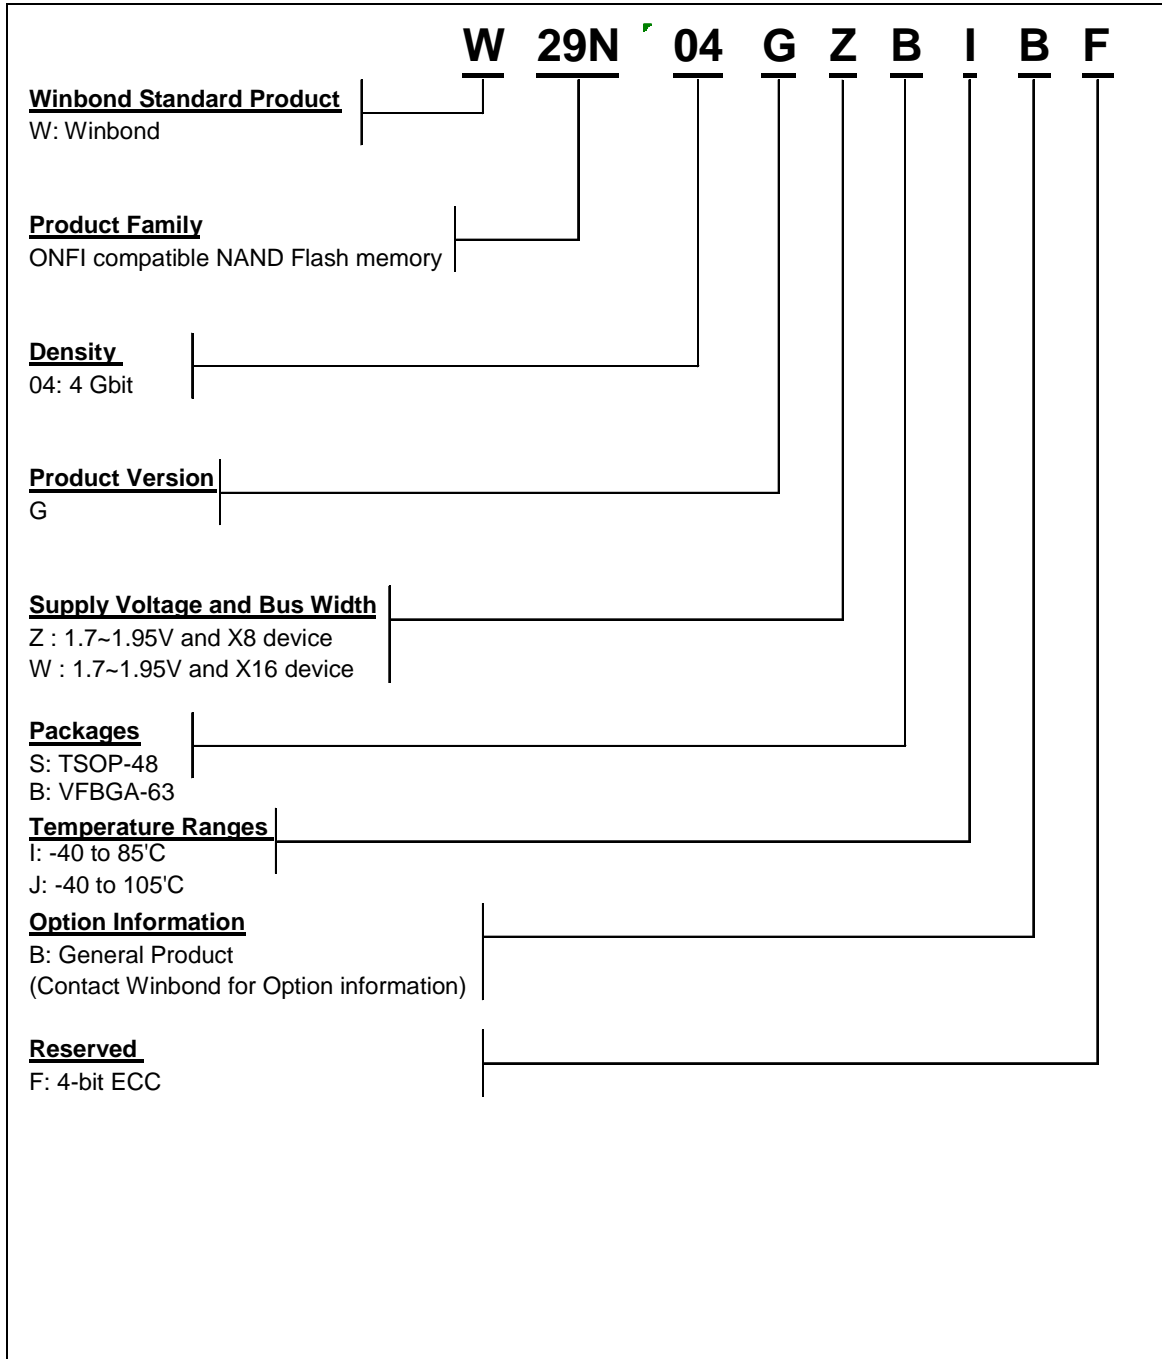 W 29N 04 G Z B I B F
Winbond Standard Product
W: Winbond
Product Family
ONFI compatible NAND Flash memory
Density
04: 4 Gbit
Product Version
G
Supply Voltage and Bus Width
Z : 1.7~1.95V and X8 device
W : 1.7~1.95V and X16 device
Packages
S: TSOP-48
B: VFBGA-63
Temperature Ranges
I: -40 to 85'C
J: -40 to 105'C
Option Information
B: General Product
(Contact Winbond for Option information)
Reserved
F: 4-bit ECC